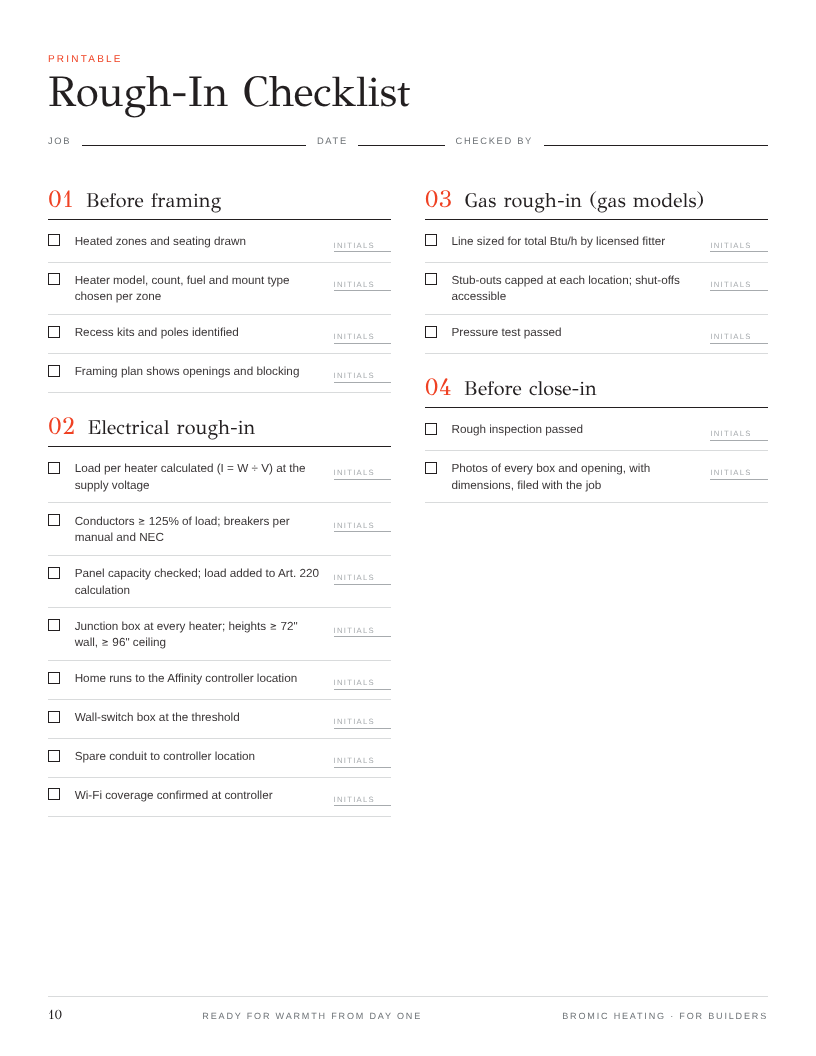 PRINTABLE
Rough-In Checklist
JOB DATE CHECKED BY
01 Before framing
Heated zones and seating drawn INITIALS
Heater model, count, fuel and mount type INITIALS
chosen per zone
Recess kits and poles identified INITIALS
Framing plan shows openings and blocking INITIALS
02 Electrical rough-in
Load per heater calculated (I = W ÷ V) at the INITIALS
supply voltage
Conductors ≥ 125% of load; breakers per INITIALS
manual and NEC
Panel capacity checked; load added to Art. 220 INITIALS
calculation
Junction box at every heater; heights ≥ 72" INITIALS
wall, ≥ 96" ceiling
Home runs to the Affinity controller location INITIALS
Wall-switch box at the threshold INITIALS
Spare conduit to controller location INITIALS
Wi-Fi coverage confirmed at controller INITIALS
03 Gas rough-in (gas models)
Line sized for total Btu/h by licensed fitter INITIALS
Stub-outs capped at each location; shut-offs INITIALS
accessible
Pressure test passed INITIALS
04 Before close-in
Rough inspection passed INITIALS
Photos of every box and opening, with INITIALS
dimensions, filed with the job
10 READY FOR WARMTH FROM DAY ONE BROMIC HEATING · FOR BUILDERS